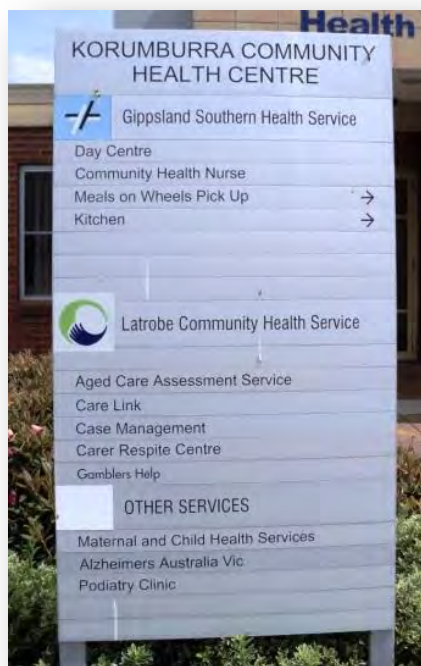 Health
KORUMBURRA COMMUNITY
HEALTH CENTRE
Gippsland Southern Health Service
Day Centre
Community Health Nurse
Meals on Wheels Pick Up →
Kitchen →
Latrobe Community Health Service
Aged Care Assessment Service
Care Link
Case Management
Carer Respite Centre
Gamblers Help
OTHER SERVICES
Maternal and Child Health Services
Alzheimers Australia Vic
Podiatry Clinic